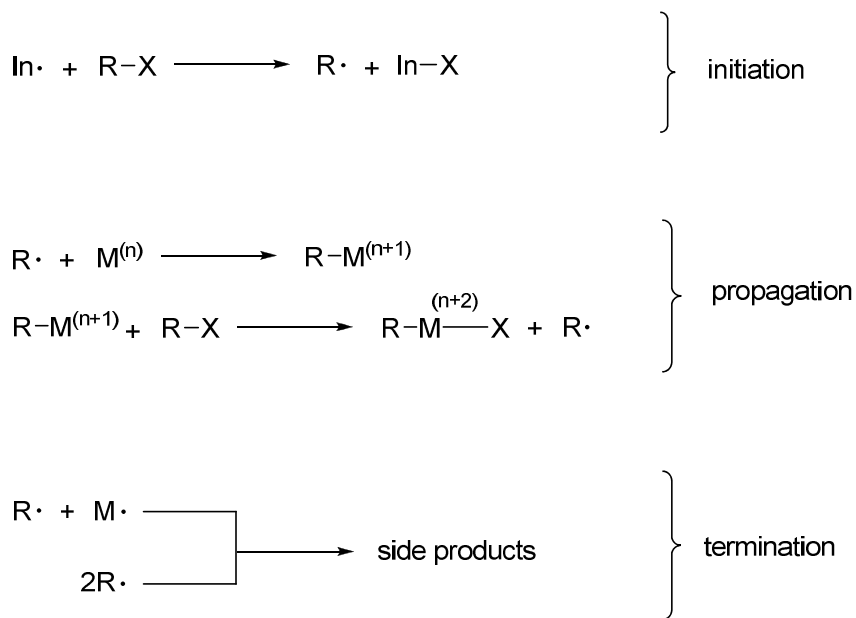 In· + R–X ⟶ R· + In–X initiation
R· + M(n) ⟶ R–M(n+1)
propagation
R–M(n+1) + R–X ⟶ R–M(n+2)–X + R·
R· + M·
side products termination
2R·